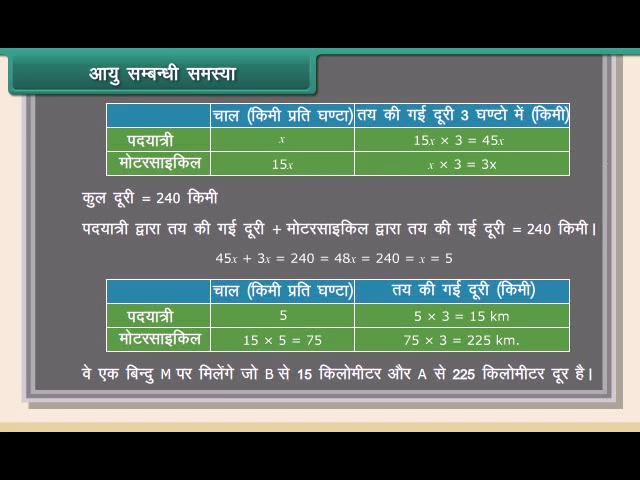 आयु सम्बन्धी समस्या
चाल (किमी प्रति घण्टा) तय की गई दूरी 3 घण्टो में (किमी)
पदयात्री x 15x × 3 = 45x
मोटरसाइकिल 15x x × 3 = 3x
कुल दूरी = 240 किमी
पदयात्री द्वारा तय की गई दूरी + मोटरसाइकिल द्वारा तय की गई दूरी = 240 किमी।
45x + 3x = 240 = 48x = 240 = x = 5
चाल (किमी प्रति घण्टा) तय की गई दूरी (किमी)
पदयात्री 5 5 × 3 = 15 km
मोटरसाइकिल 15 × 5 = 75 75 × 3 = 225 km.
वे एक बिन्दु M पर मिलेंगे जो B से 15 किलोमीटर और A से 225 किलोमीटर दूर है।